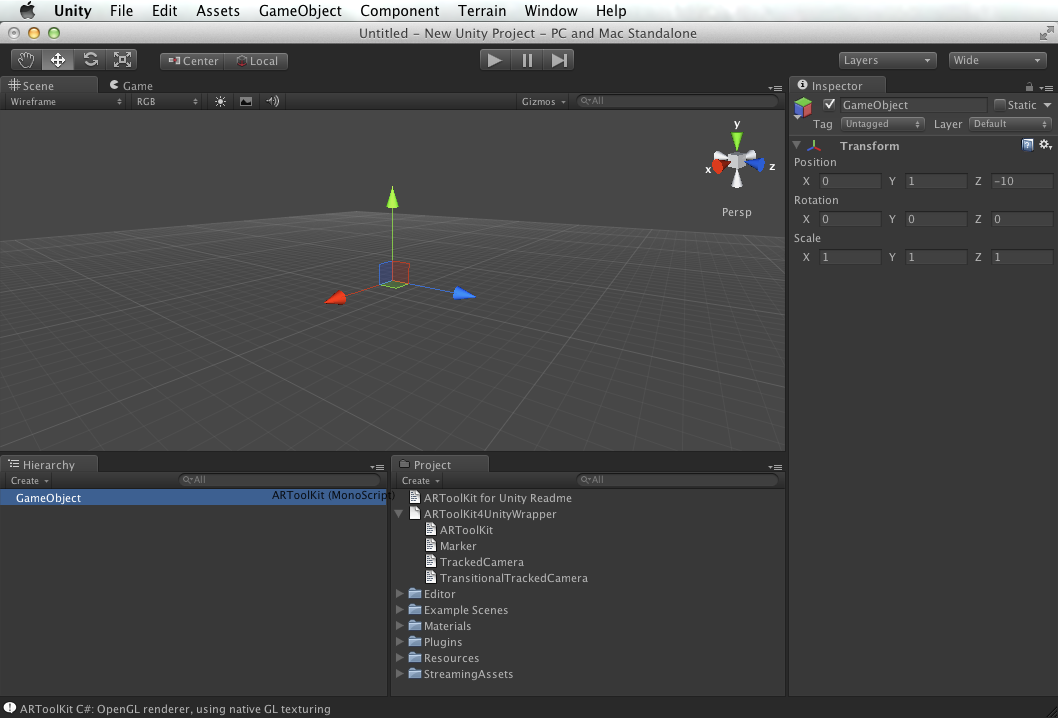 Unity File Edit Assets GameObject Component Terrain Window Help
Untitled - New Unity Project - PC and Mac Standalone
Center Local Layers Wide
Scene Game
Wireframe RGB Gizmos All
y
x
z
Persp
Inspector
GameObject Static
Tag Untagged Layer Default
Transform
Position
X 0 Y 1 Z -10
Rotation
X 0 Y 0 Z 0
Scale
X 1 Y 1 Z 1
Hierarchy
Create All
GameObject
ARToolKit (MonoScript)
Project
Create All
ARToolKit for Unity Readme
ARToolKit4UnityWrapper
ARToolKit
Marker
TrackedCamera
TransitionalTrackedCamera
Editor
Example Scenes
Materials
Plugins
Resources
StreamingAssets
ARToolKit C#: OpenGL renderer, using native GL texturing